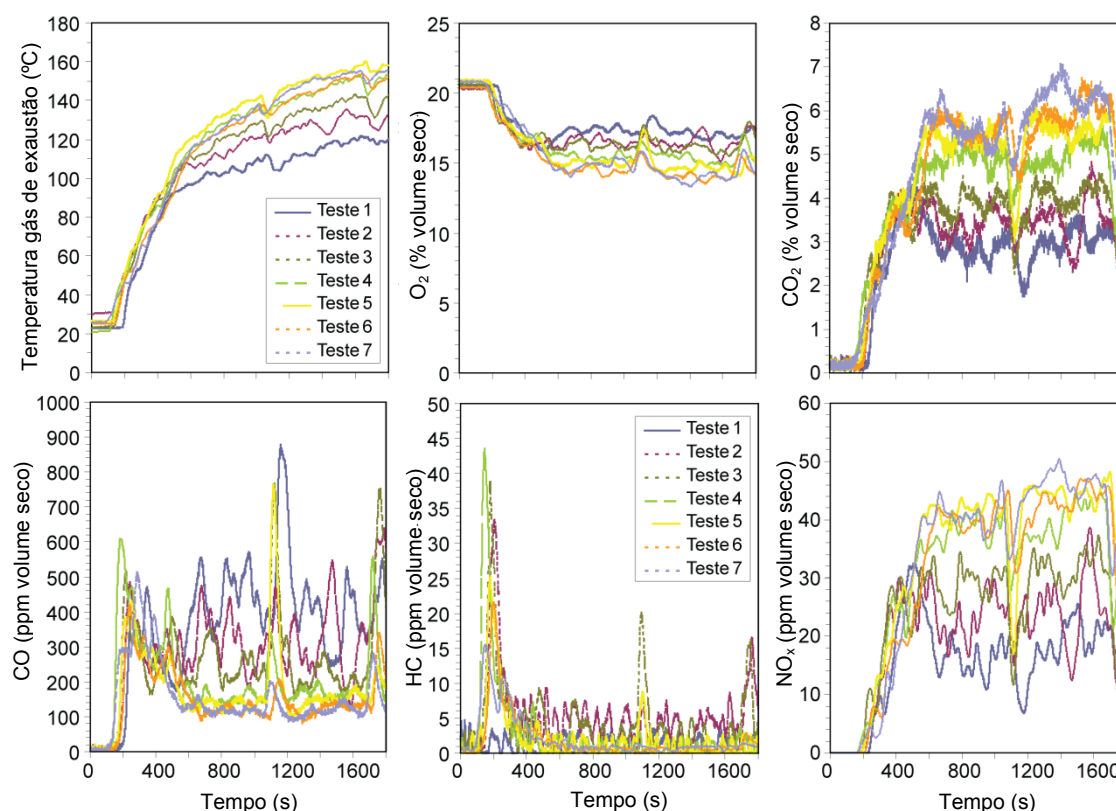 Temperatura gás de exaustão (ºC)
180
160
140
120
100
80
60
40
20
0
Teste 1
Teste 2
Teste 3
Teste 4
Teste 5
Teste 6
Teste 7
O₂ (% volume seco)
25
20
15
10
5
0
CO₂ (% volume seco)
8
7
6
5
4
3
2
1
0
CO (ppm volume seco)
1000
900
800
700
600
500
400
300
200
100
0
0 400 800 1200 1600
Tempo (s)
HC (ppm volume seco)
50
45
40
35
30
25
20
15
10
5
0
Teste 1
Teste 2
Teste 3
Teste 4
Teste 5
Teste 6
Teste 7
0 400 800 1200 1600
Tempo (s)
NOₓ (ppm volume seco)
60
50
40
30
20
10
0
0 400 800 1200 1600
Tempo (s)